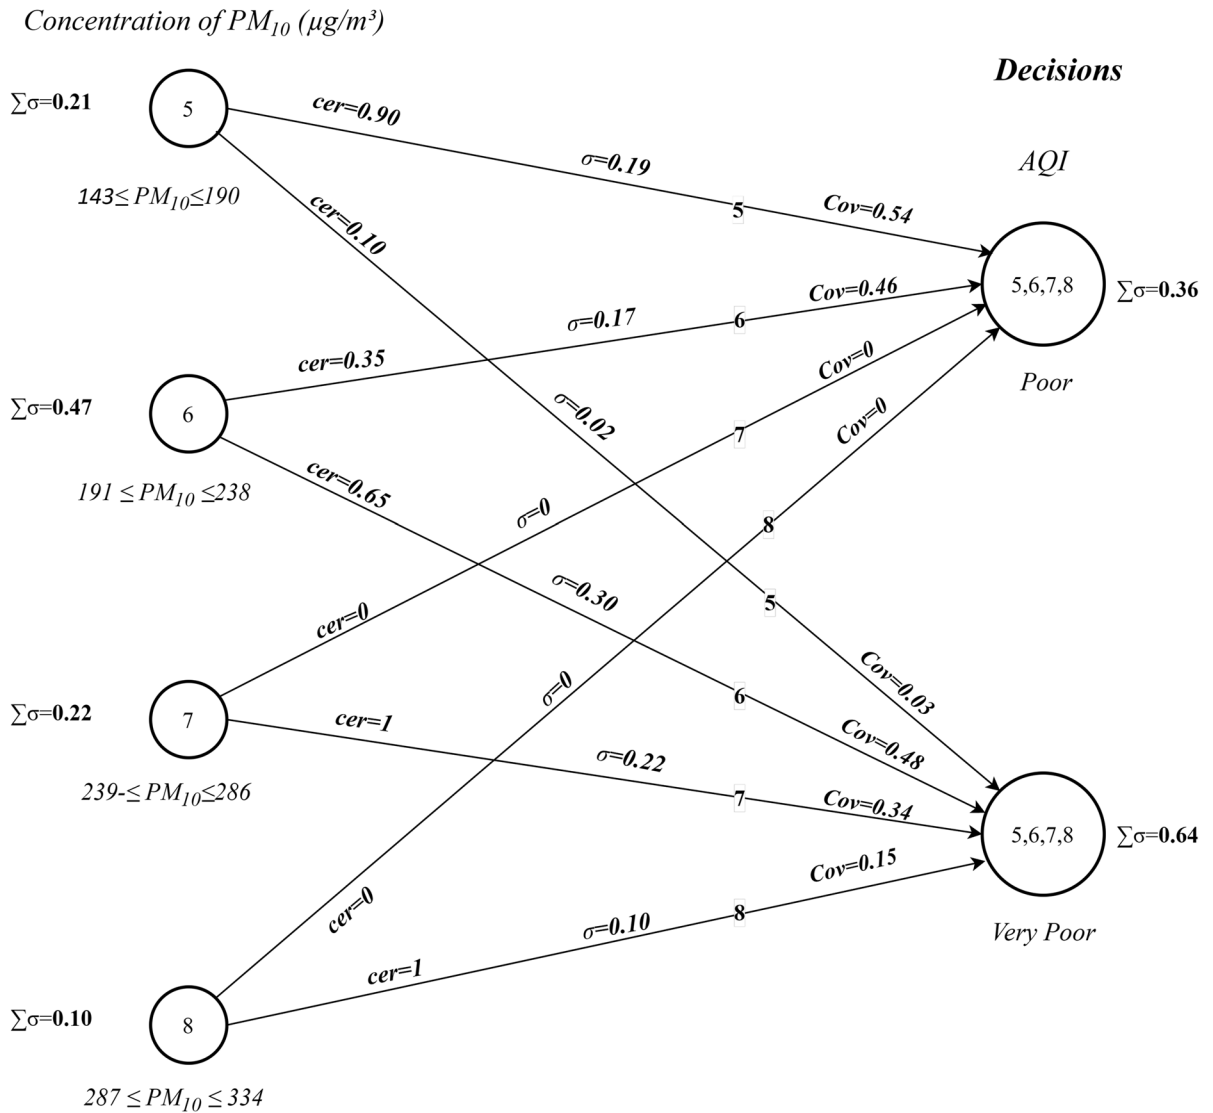 Concentration of PM10 (µg/m³)
Decisions
AQI
∑σ=0.21
5
143≤ PM10≤190
cer=0.90
σ=0.19
5
Cov=0.54
cer=0.10
σ=0.02
5
Cov=0.03
∑σ=0.47
6
191 ≤ PM10 ≤238
cer=0.35
σ=0.17
6
Cov=0.46
cer=0.65
σ=0.30
6
Cov=0.48
∑σ=0.22
7
239-≤ PM10≤286
cer=0
σ=0
7
Cov=0
cer=1
σ=0.22
7
Cov=0.34
∑σ=0.10
8
287 ≤ PM10 ≤ 334
cer=0
σ=0
8
Cov=0
cer=1
σ=0.10
8
Cov=0.15
5,6,7,8
∑σ=0.36
Poor
5,6,7,8
∑σ=0.64
Very Poor